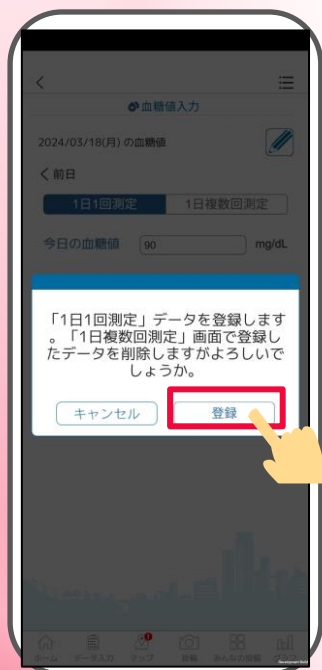 血糖値入力
2024/03/18(月) の血糖値
前日
1日1回測定 1日複数回測定
今日の血糖値 90 mg/dL
「1日1回測定」データを登録します
。「1日複数回測定」画面で登録し
たデータを削除しますがよろしいで
しょうか。
キャンセル 登録
ホーム データ入力 マップ 投稿 みんなの投稿 グラフ
Development Build